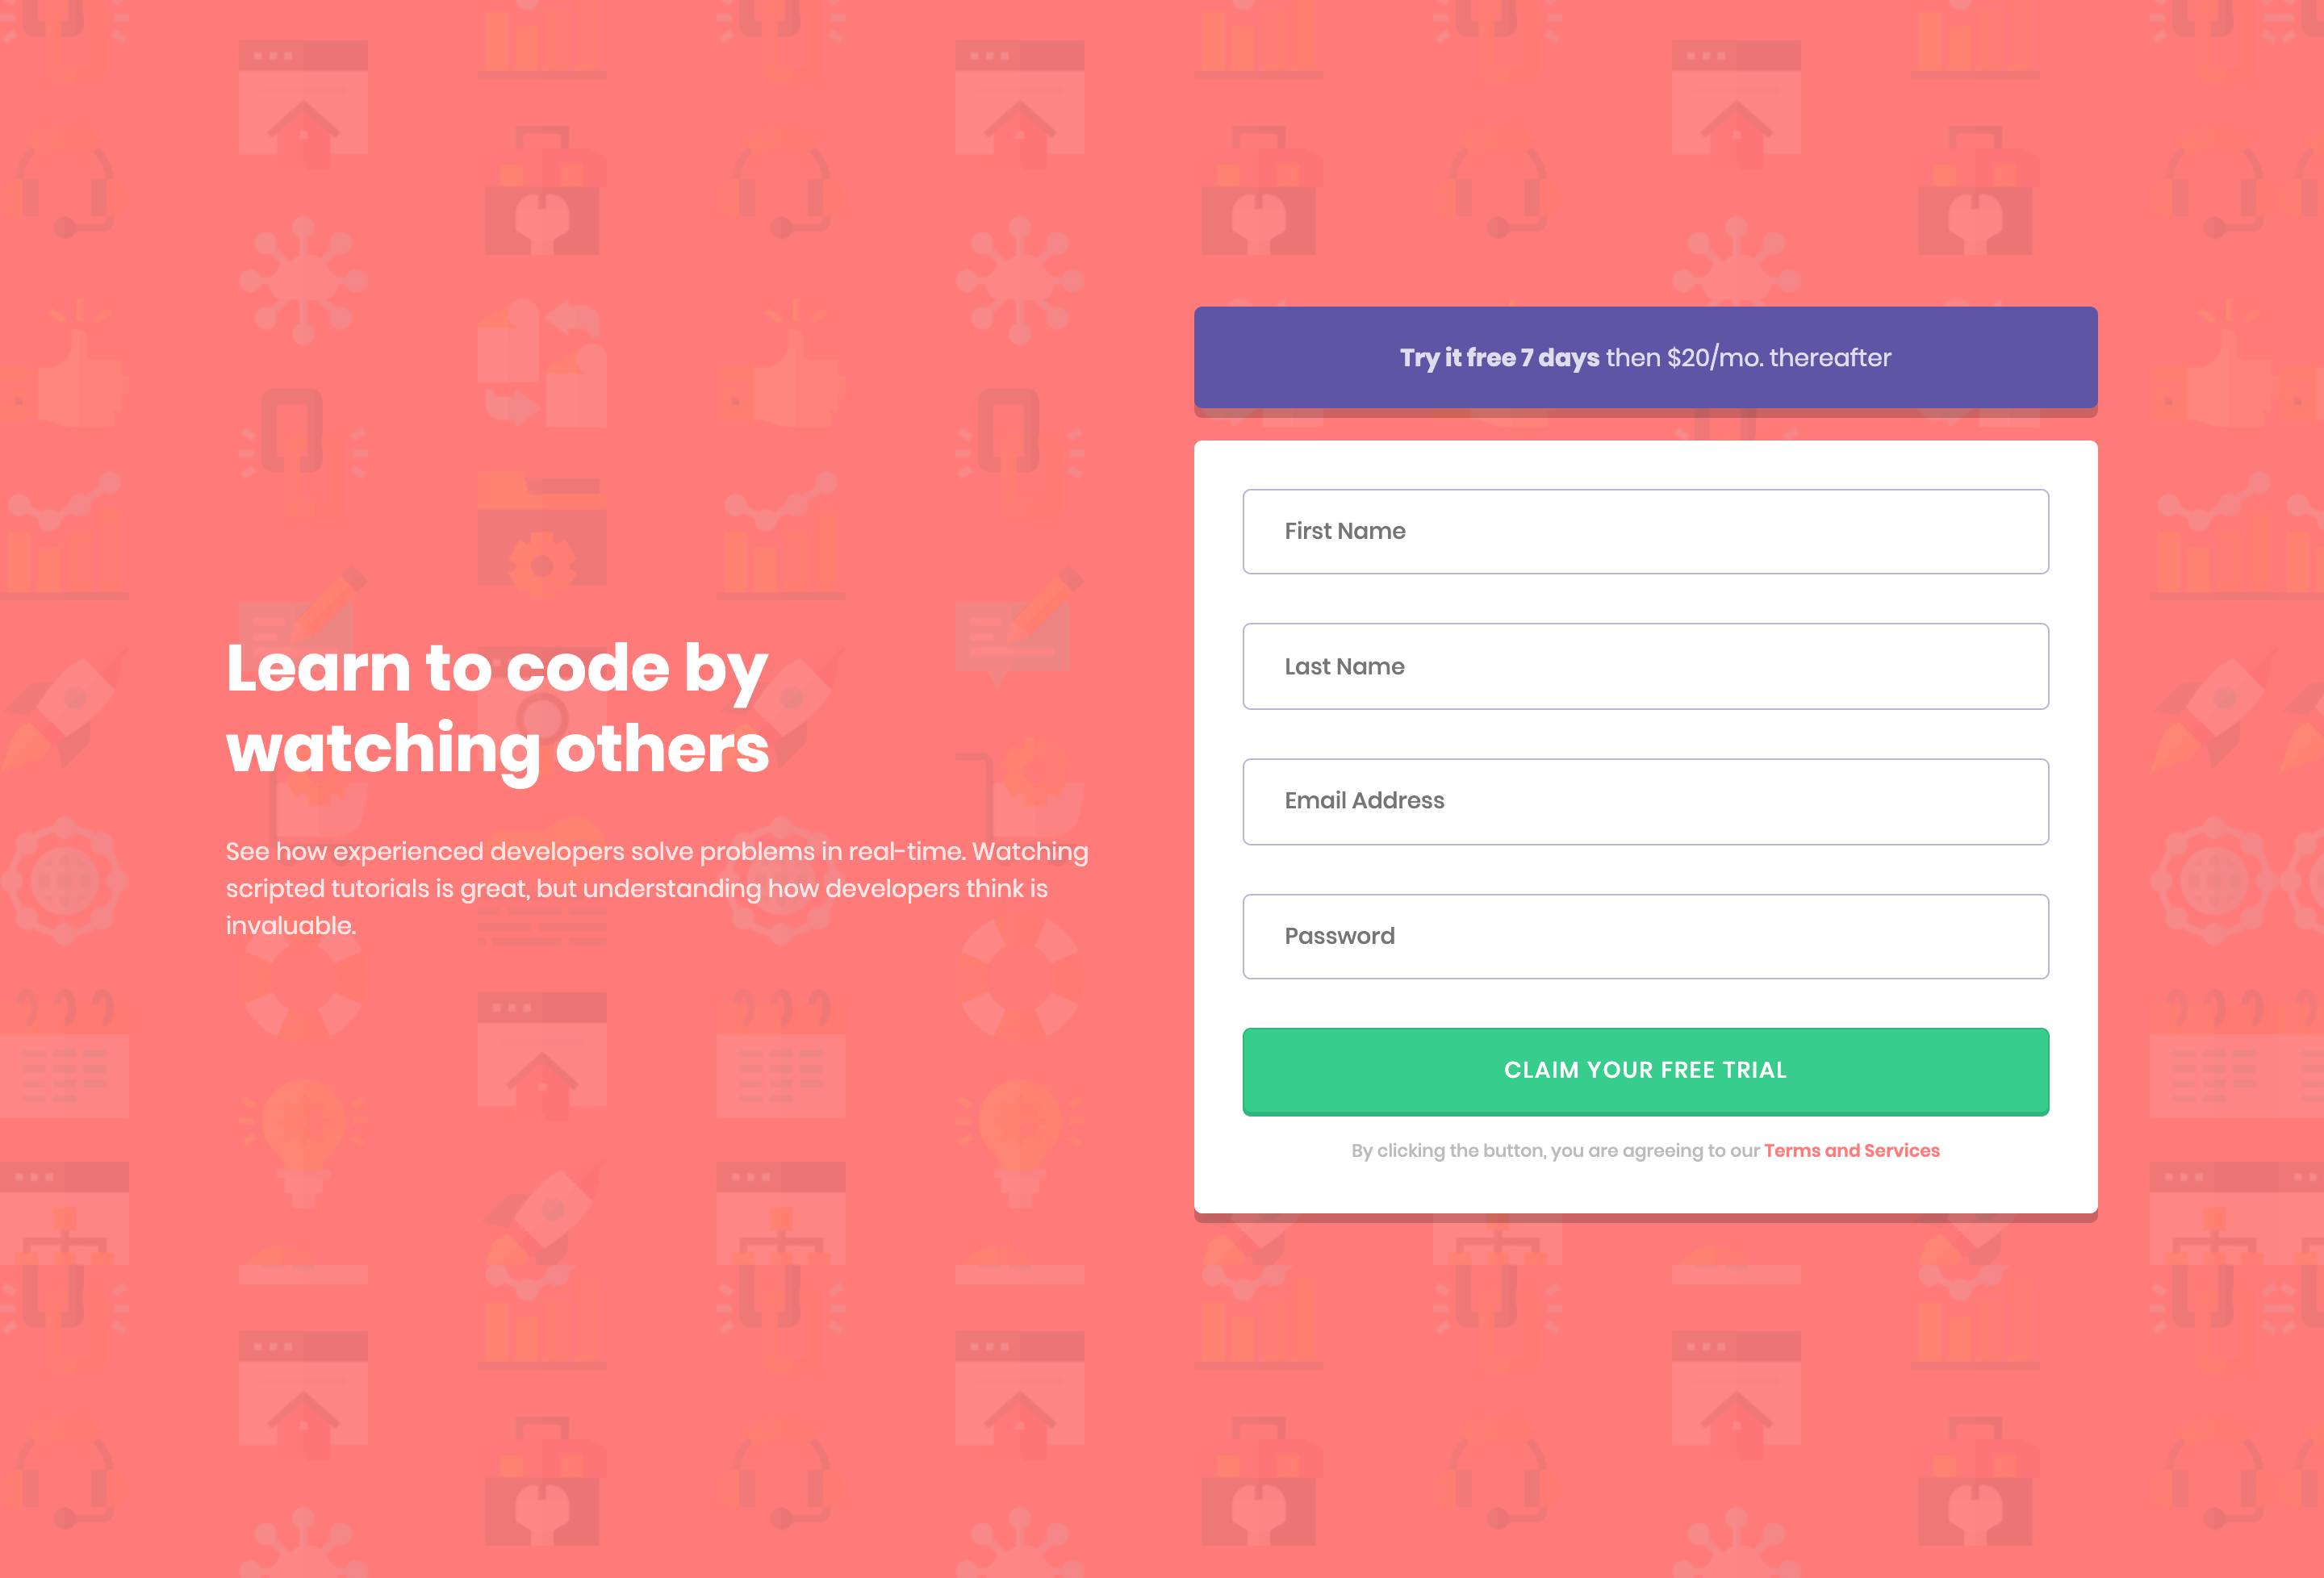 Learn to code by
watching others
See how experienced developers solve problems in real-time. Watching
scripted tutorials is great, but understanding how developers think is
invaluable.
Try it free 7 days then $20/mo. thereafter
First Name
Last Name
Email Address
Password
CLAIM YOUR FREE TRIAL
By clicking the button, you are agreeing to our Terms and Services